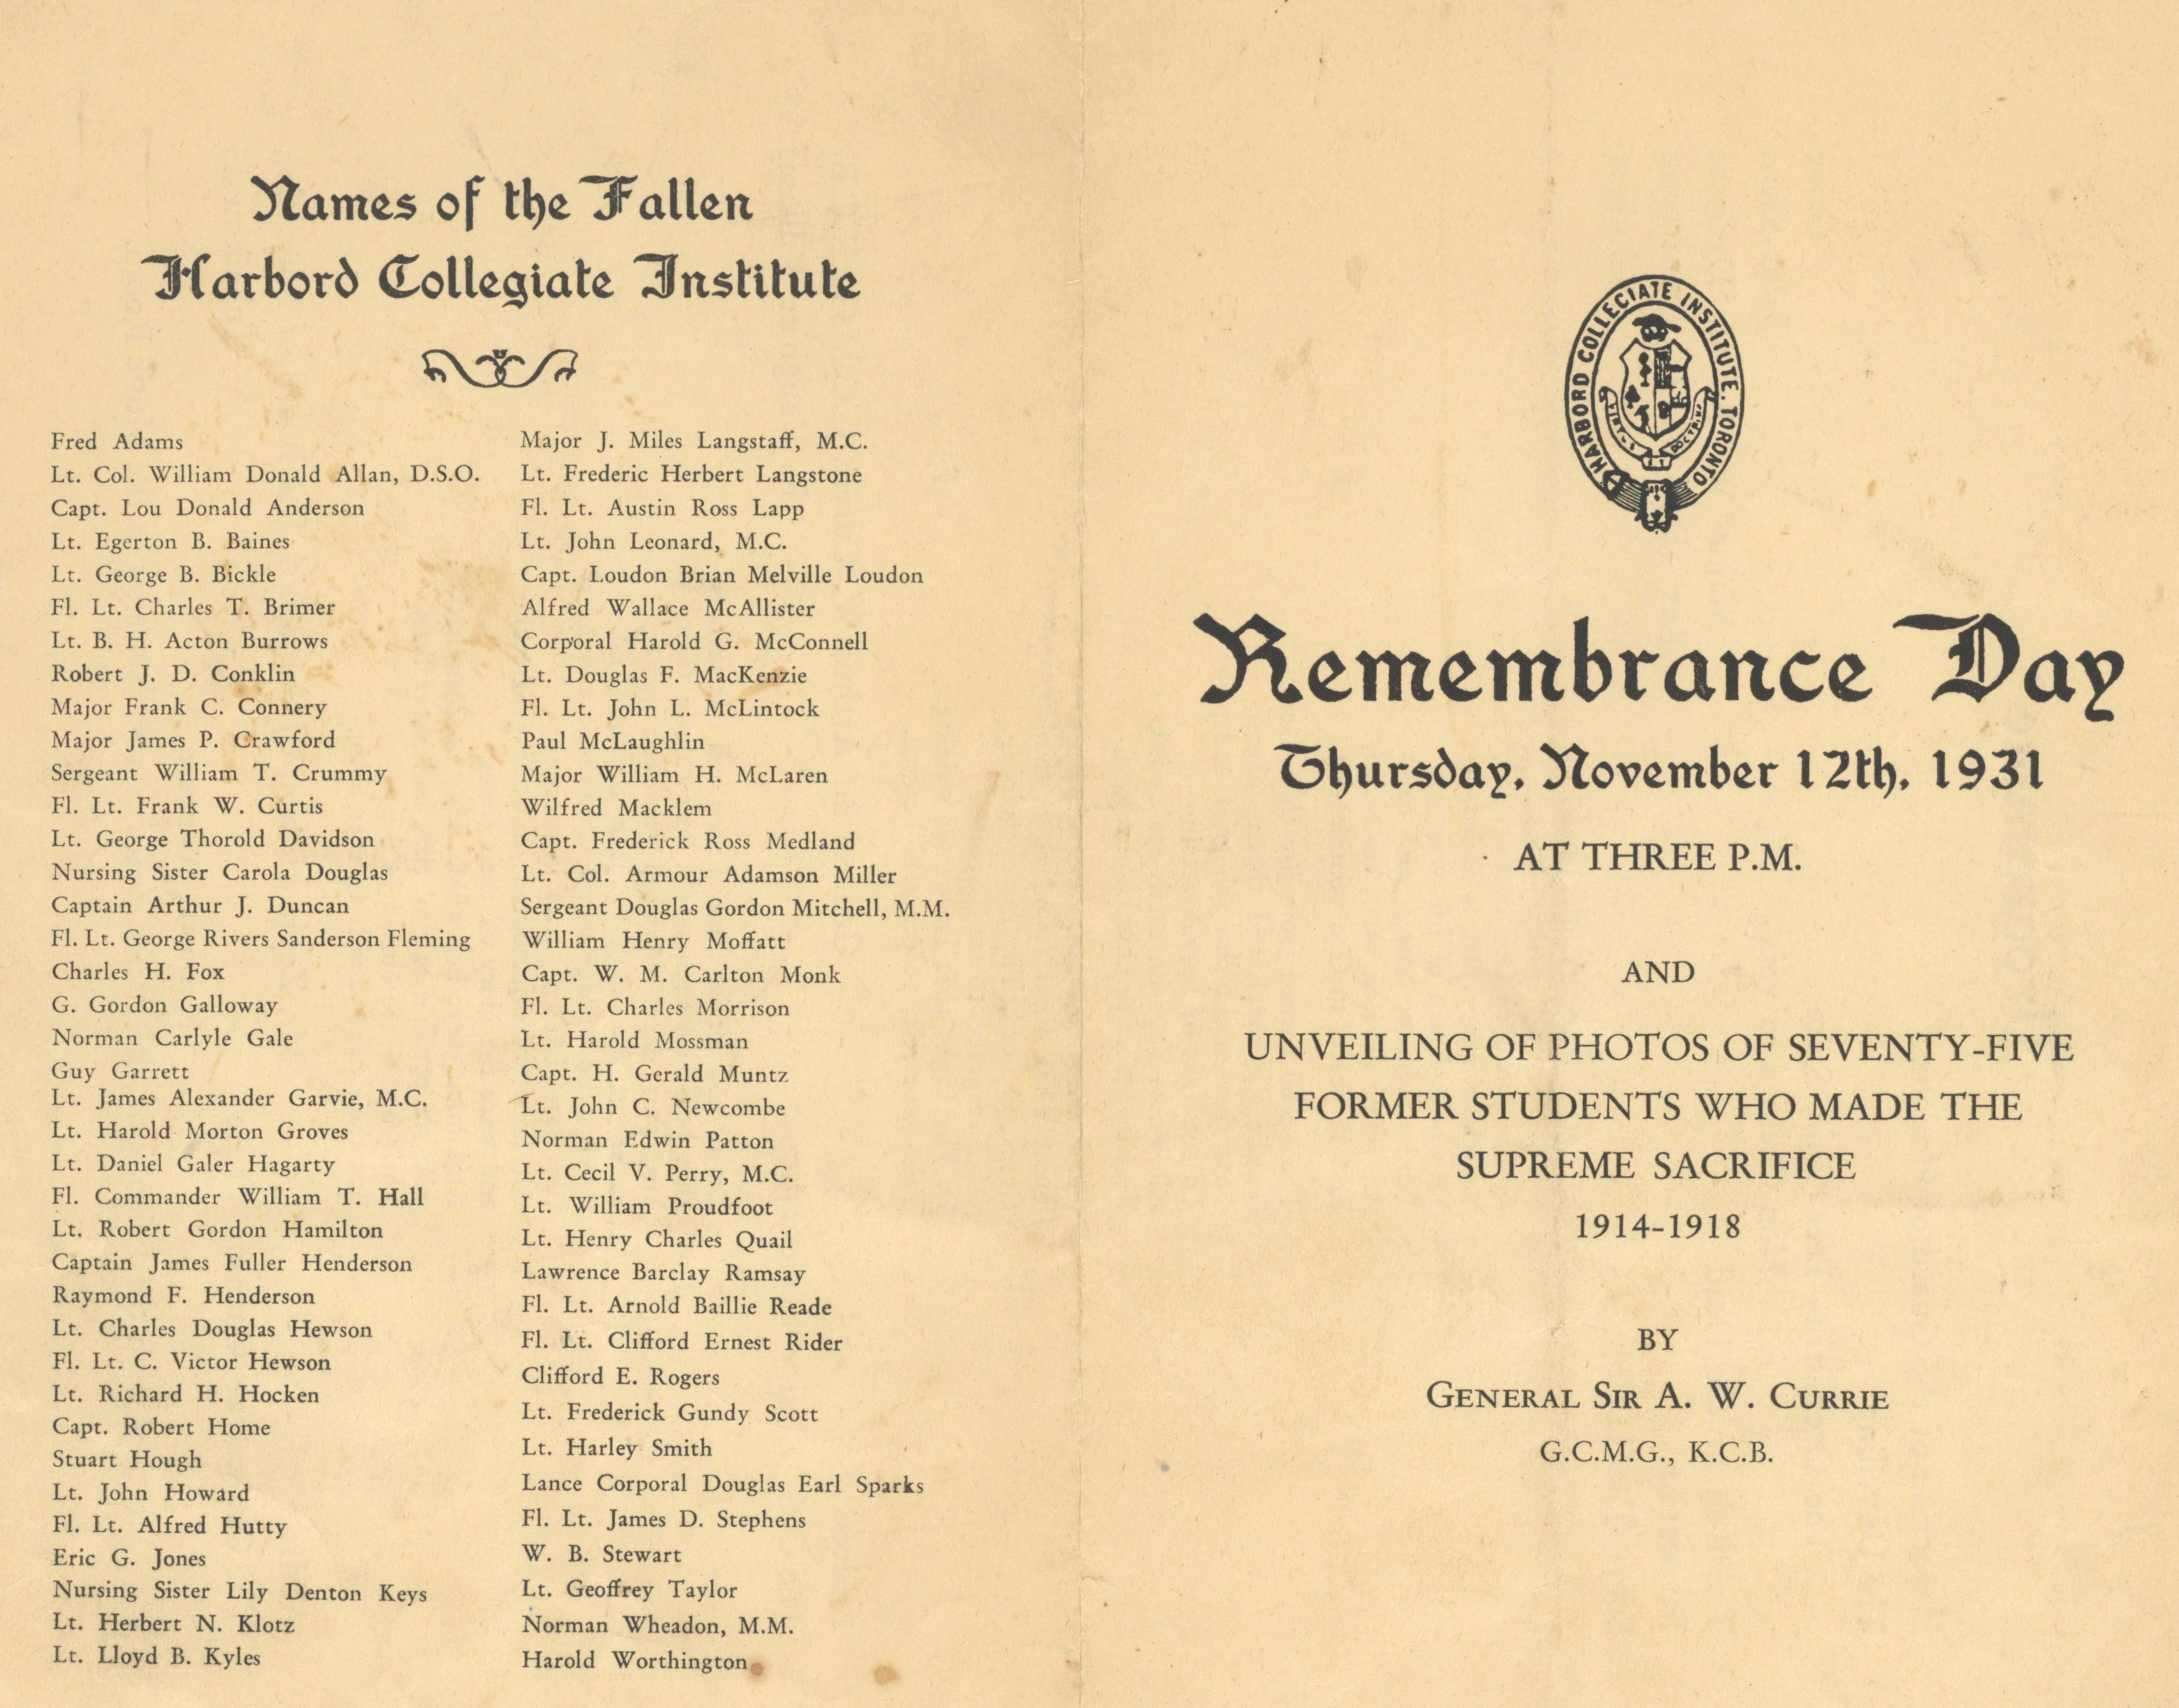 Names of the Fallen
Harbord Collegiate Institute
Fred Adams
Lt. Col. William Donald Allan, D.S.O.
Capt. Lou Donald Anderson
Lt. Egerton B. Baines
Lt. George B. Bickle
Fl. Lt. Charles T. Brimer
Lt. B. H. Acton Burrows
Robert J. D. Conklin
Major Frank C. Connery
Major James P. Crawford
Sergeant William T. Crummy
Fl. Lt. Frank W. Curtis
Lt. George Thorold Davidson
Nursing Sister Carola Douglas
Captain Arthur J. Duncan
Fl. Lt. George Rivers Sanderson Fleming
Charles H. Fox
G. Gordon Galloway
Norman Carlyle Gale
Guy Garrett
Lt. James Alexander Garvie, M.C.
Lt. Harold Morton Groves
Lt. Daniel Galer Hagarty
Fl. Commander William T. Hall
Lt. Robert Gordon Hamilton
Captain James Fuller Henderson
Raymond F. Henderson
Lt. Charles Douglas Hewson
Fl. Lt. C. Victor Hewson
Lt. Richard H. Hocken
Capt. Robert Home
Stuart Hough
Lt. John Howard
Fl. Lt. Alfred Hutty
Eric G. Jones
Nursing Sister Lily Denton Keys
Lt. Herbert N. Klotz
Lt. Lloyd B. Kyles
Major J. Miles Langstaff, M.C.
Lt. Frederic Herbert Langstone
Fl. Lt. Austin Ross Lapp
Lt. John Leonard, M.C.
Capt. Loudon Brian Melville Loudon
Alfred Wallace McAllister
Corporal Harold G. McConnell
Lt. Douglas F. MacKenzie
Fl. Lt. John L. McLintock
Paul McLaughlin
Major William H. McLaren
Wilfred Macklem
Capt. Frederick Ross Medland
Lt. Col. Armour Adamson Miller
Sergeant Douglas Gordon Mitchell, M.M.
William Henry Moffatt
Capt. W. M. Carlton Monk
Fl. Lt. Charles Morrison
Lt. Harold Mossman
Capt. H. Gerald Muntz
Lt. John C. Newcombe
Norman Edwin Patton
Lt. Cecil V. Perry, M.C.
Lt. William Proudfoot
Lt. Henry Charles Quail
Lawrence Barclay Ramsay
Fl. Lt. Arnold Baillie Reade
Fl. Lt. Clifford Ernest Rider
Clifford E. Rogers
Lt. Frederick Gundy Scott
Lt. Harley Smith
Lance Corporal Douglas Earl Sparks
Fl. Lt. James D. Stephens
W. B. Stewart
Lt. Geoffrey Taylor
Norman Wheadon, M.M.
Harold Worthington
HARBORD COLLEGIATE INSTITUTE, TORONTO
Remembrance Day
Thursday, November 12th, 1931
AT THREE P.M.
AND
UNVEILING OF PHOTOS OF SEVENTY-FIVE
FORMER STUDENTS WHO MADE THE
SUPREME SACRIFICE
1914-1918
BY
GENERAL SIR A. W. CURRIE
G.C.M.G., K.C.B.